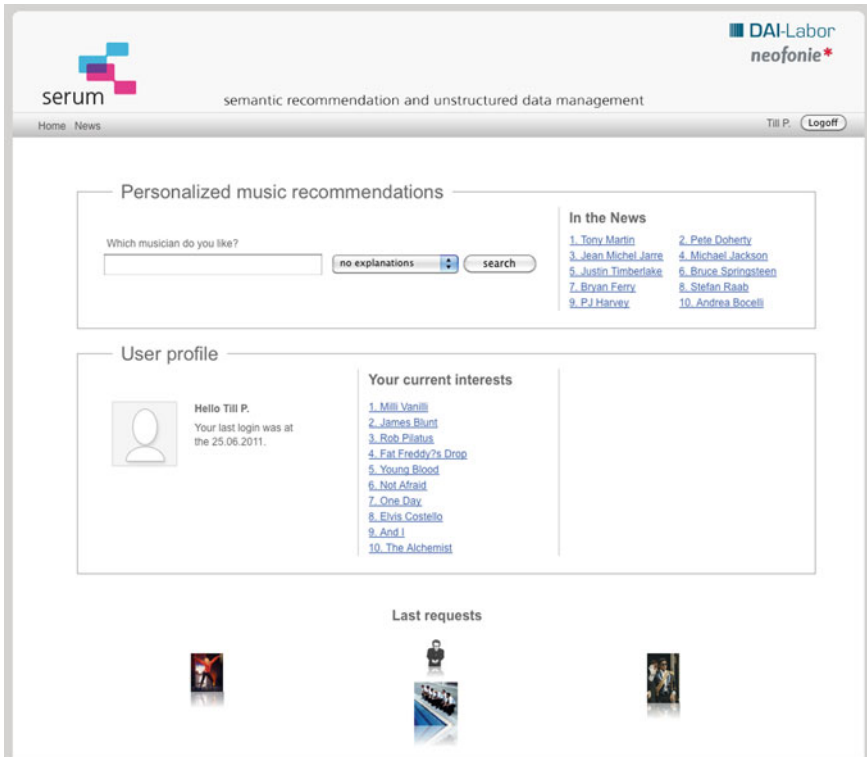 DAI-Labor
neofonie*
serum
semantic recommendation and unstructured data management
Home News
Till P. Logoff
Personalized music recommendations
Which musician do you like?
no explanations search
In the News
1. Tony Martin 2. Pete Doherty
3. Jean Michel Jarre 4. Michael Jackson
5. Justin Timberlake 6. Bruce Springsteen
7. Bryan Ferry 8. Stefan Raab
9. PJ Harvey 10. Andrea Bocelli
User profile
Hello Till P.
Your last login was at
the 25.06.2011.
Your current interests
1. Milli Vanilli
2. James Blunt
3. Rob Pilatus
4. Fat Freddy?s Drop
5. Young Blood
6. Not Afraid
7. One Day
8. Elvis Costello
9. And I
10. The Alchemist
Last requests